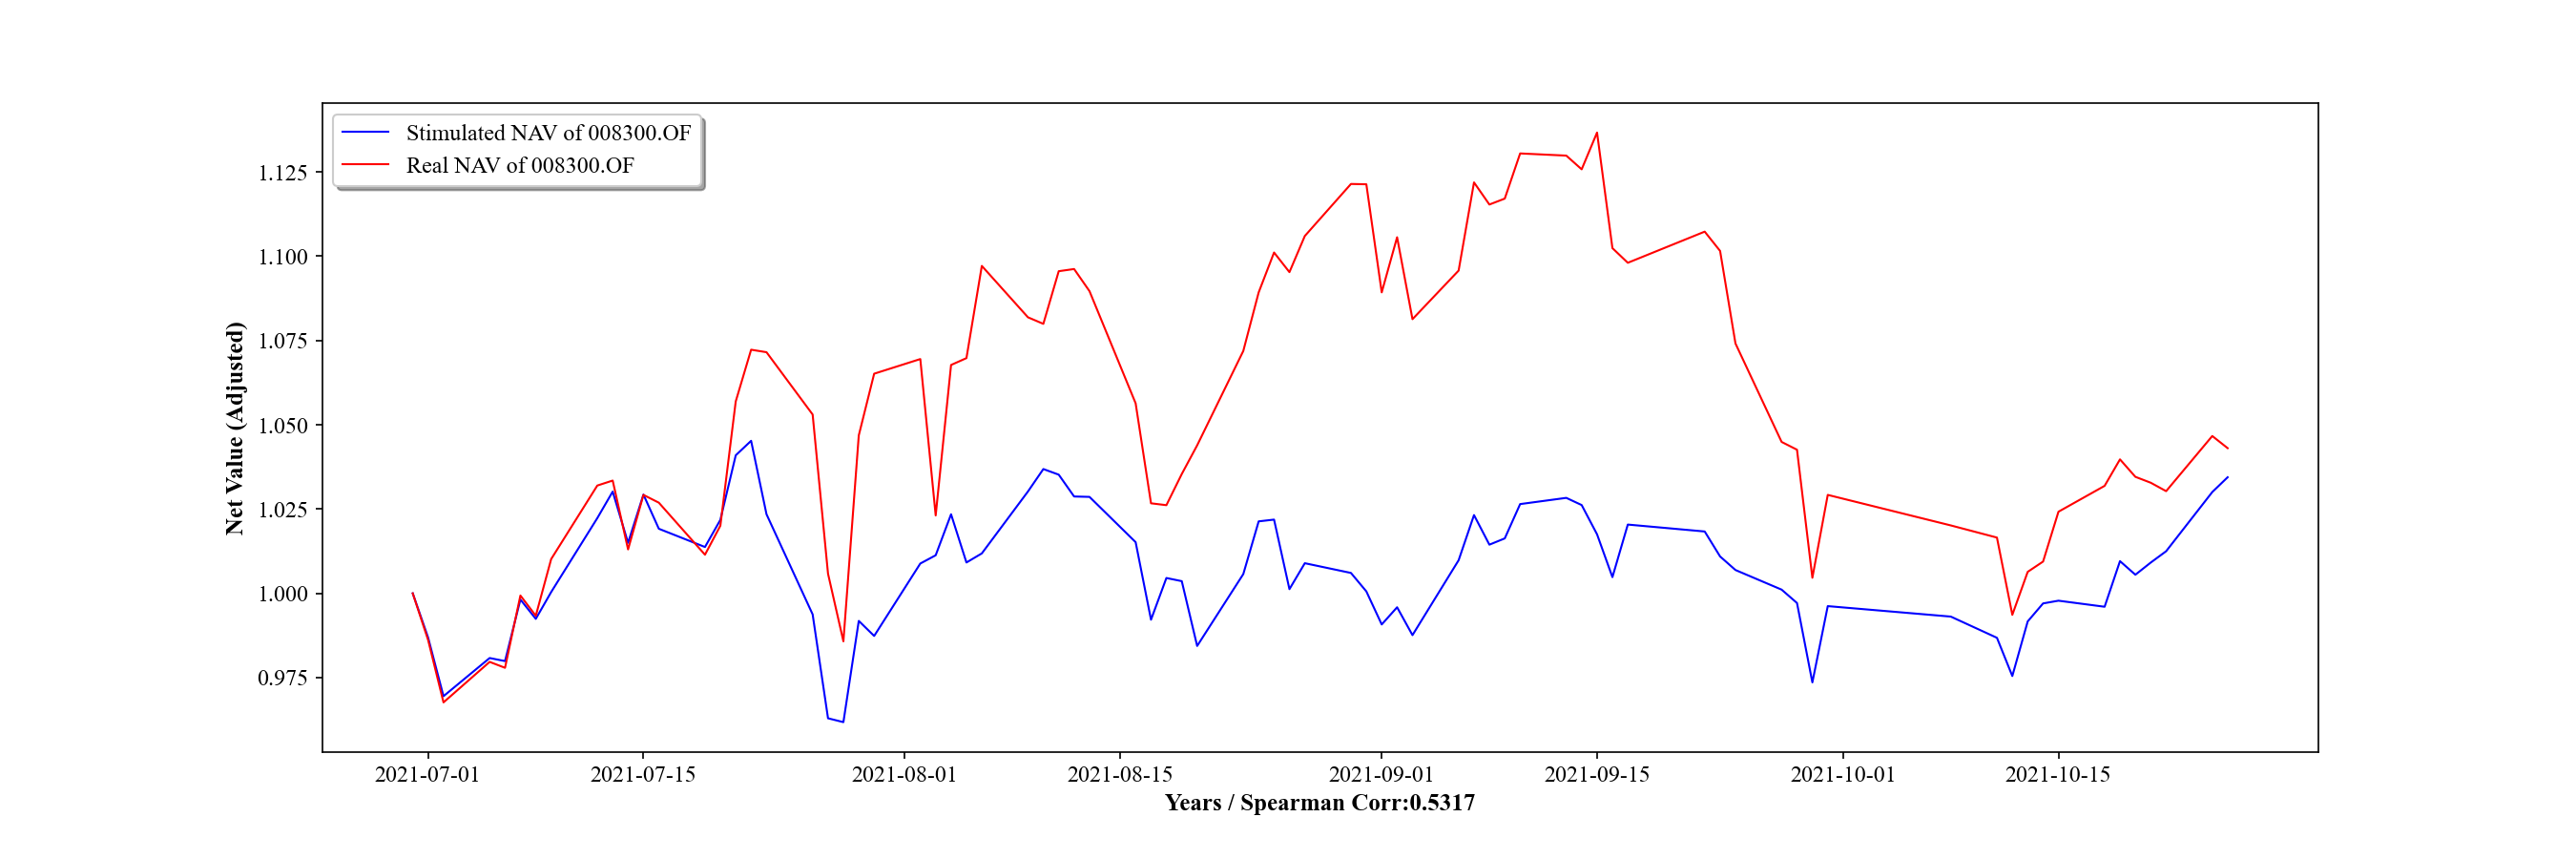 Stimulated NAV of 008300.OF
Real NAV of 008300.OF
Net Value (Adjusted)
1.125
1.100
1.075
1.050
1.025
1.000
0.975
2021-07-01 2021-07-15 2021-08-01 2021-08-15 2021-09-01 2021-09-15 2021-10-01 2021-10-15
Years / Spearman Corr:0.5317